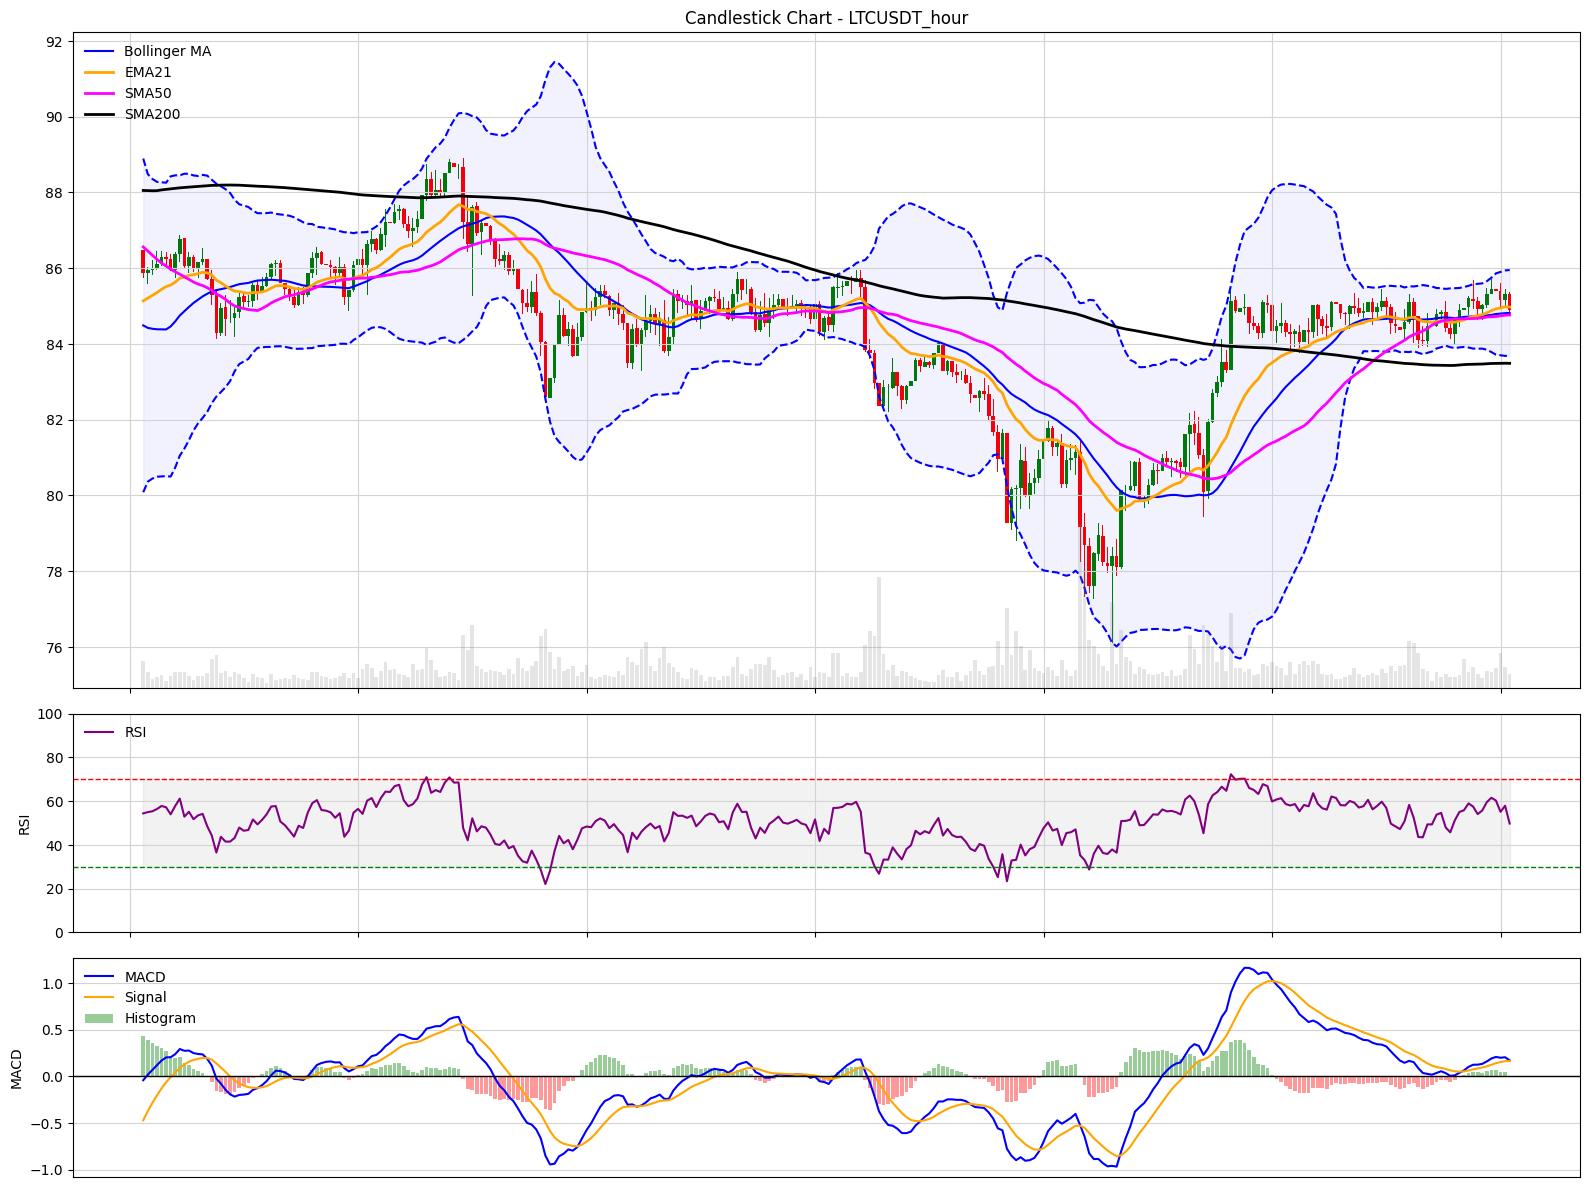 Candlestick Chart - LTCUSDT_hour
Bollinger MA
EMA21
SMA50
SMA200
92
90
88
86
84
82
80
78
76
RSI
100
80
60
40
20
0
RSI
MACD
Signal
Histogram
1.0
0.5
0.0
−0.5
−1.0
MACD